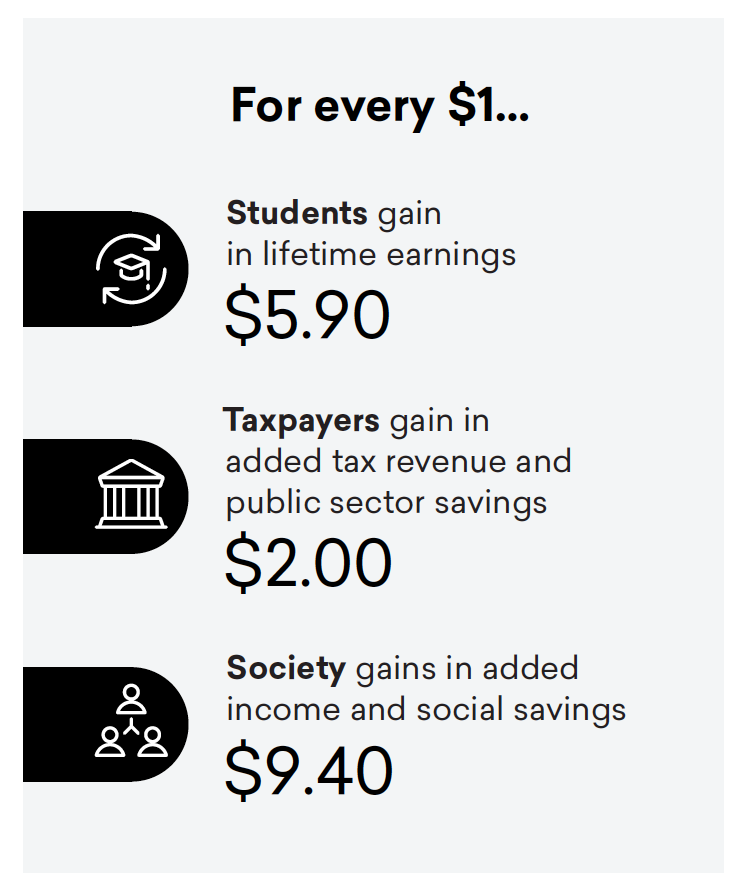 For every $1...
Students gain
in lifetime earnings
$5.90
Taxpayers gain in
added tax revenue and
public sector savings
$2.00
Society gains in added
income and social savings
$9.40